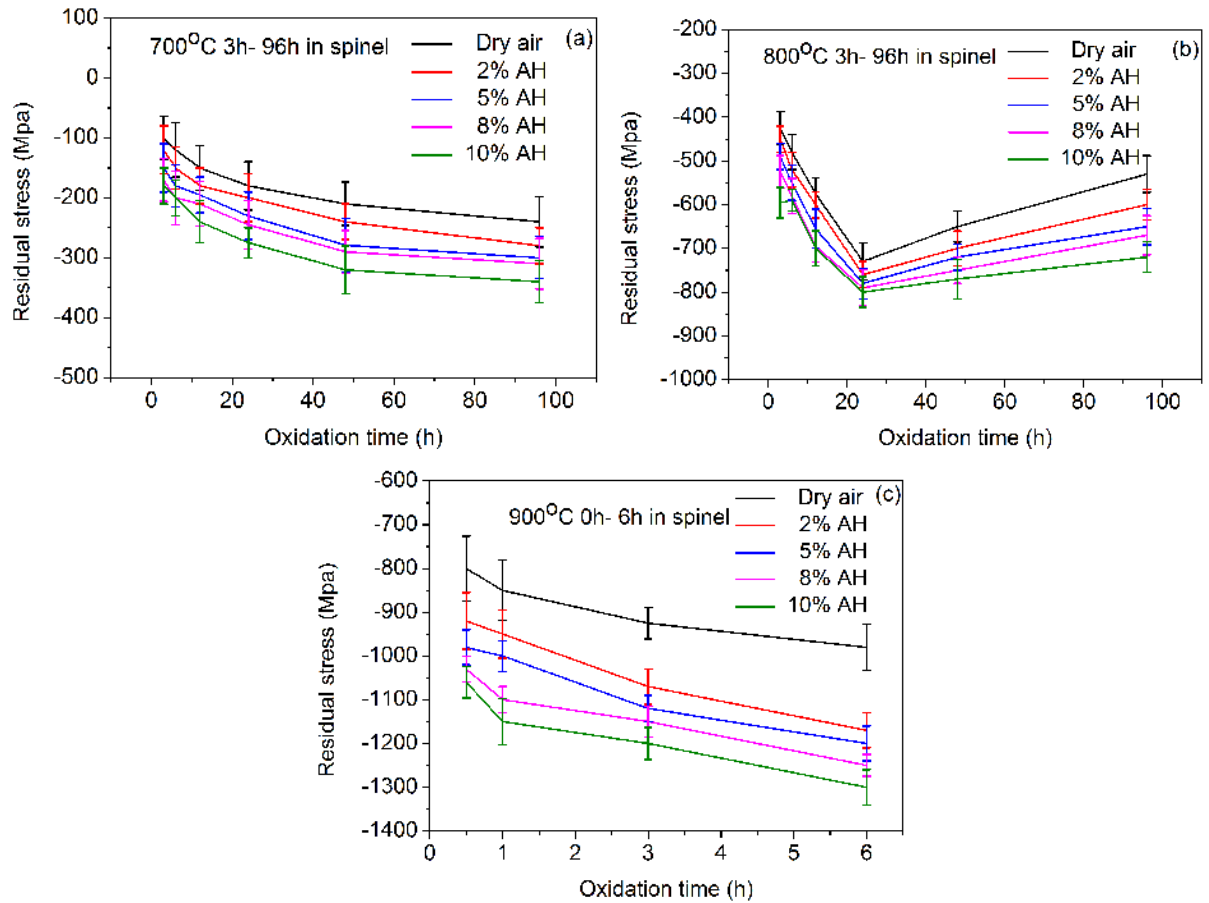 700°C 3h- 96h in spinel
(a)
Dry air
2% AH
5% AH
8% AH
10% AH
100
0
-100
-200
-300
-400
-500
Residual stress (Mpa)
0 20 40 60 80 100
Oxidation time (h)
800°C 3h- 96h in spinel
(b)
Dry air
2% AH
5% AH
8% AH
10% AH
-200
-300
-400
-500
-600
-700
-800
-900
-1000
Residual stress (Mpa)
0 20 40 60 80 100
Oxidation time (h)
900°C 0h- 6h in spinel
(c)
Dry air
2% AH
5% AH
8% AH
10% AH
-600
-700
-800
-900
-1000
-1100
-1200
-1300
-1400
Residual stress (Mpa)
0 1 2 3 4 5 6
Oxidation time (h)